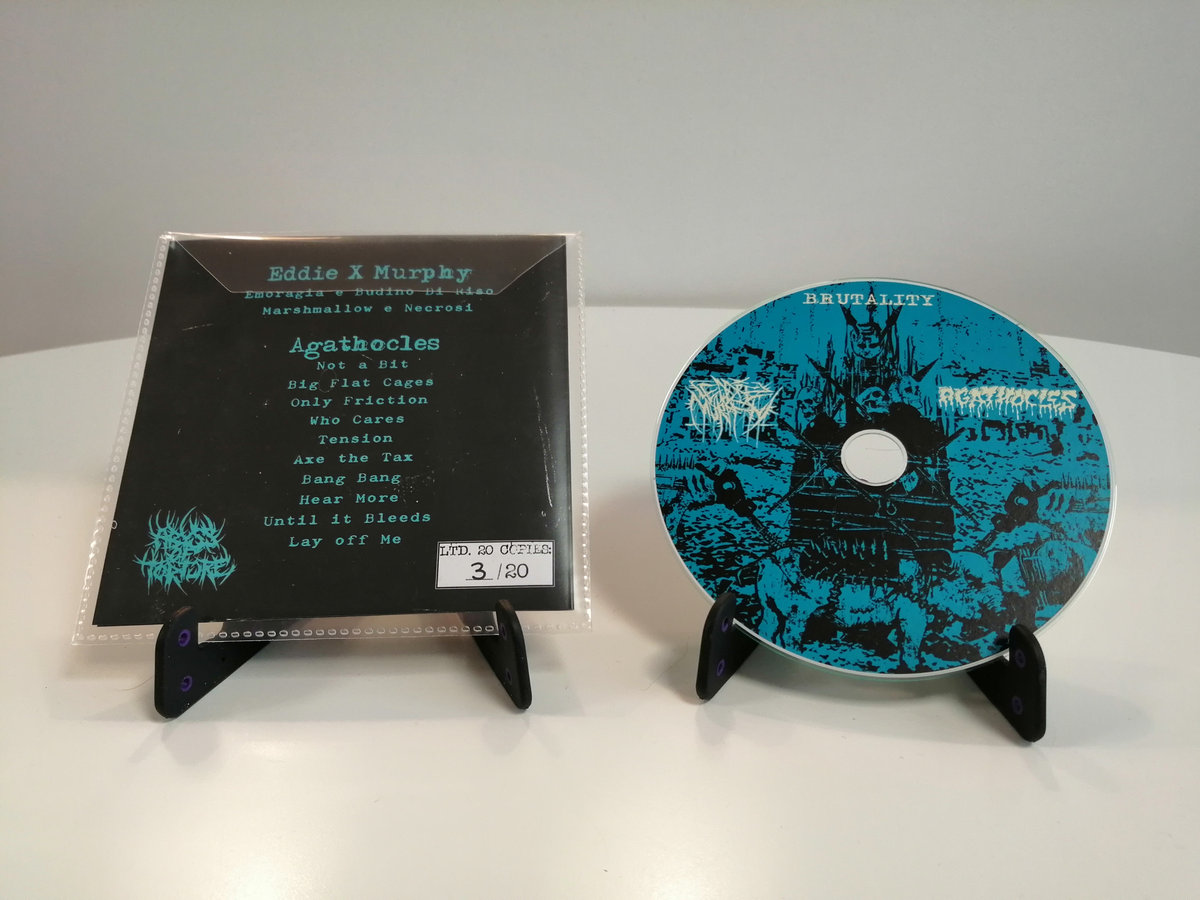 Eddie X Murphy
Emoragia e Budino Di Riso
Marshmallow e Necrosi
Agathocles
Not a Bit
Big Flat Cages
Only Friction
Who Cares
Tension
Axe the Tax
Bang Bang
Hear More
Until it Bleeds
Lay off Me
LTD. 20 COPIES:
3/20
BRUTALITY
AGATHOCLES